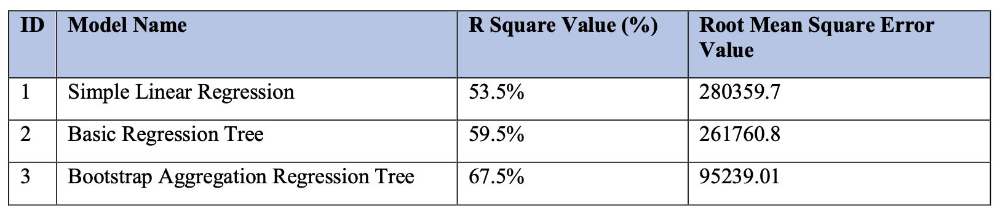 ID Model Name R Square Value (%) Root Mean Square Error
Value
1 Simple Linear Regression 53.5% 280359.7
2 Basic Regression Tree 59.5% 261760.8
3 Bootstrap Aggregation Regression Tree 67.5% 95239.01